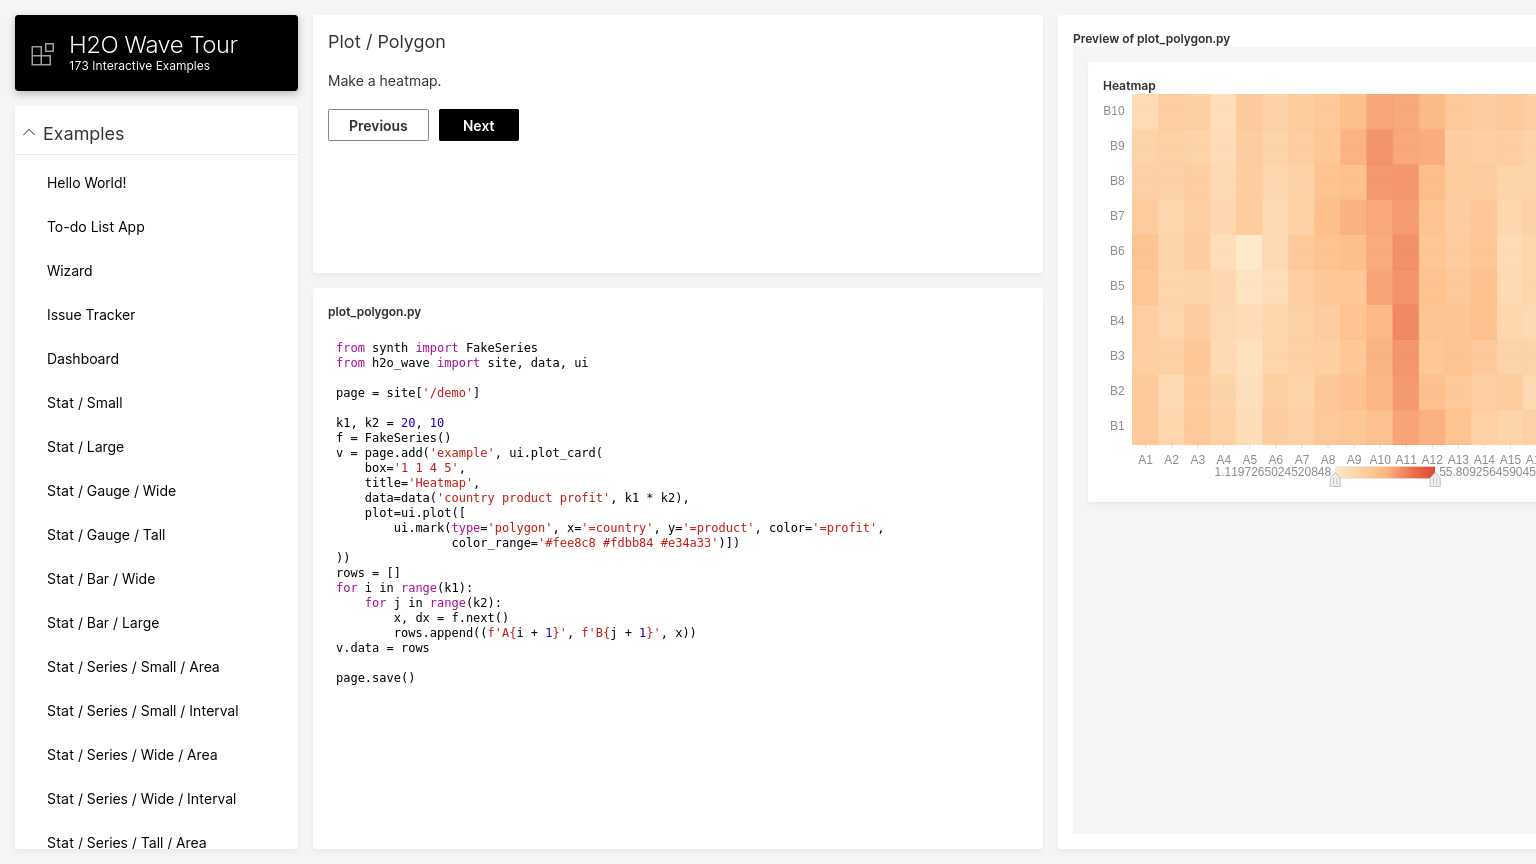 H2O Wave Tour
173 Interactive Examples
Examples
Hello World!
To-do List App
Wizard
Issue Tracker
Dashboard
Stat / Small
Stat / Large
Stat / Gauge / Wide
Stat / Gauge / Tall
Stat / Bar / Wide
Stat / Bar / Large
Stat / Series / Small / Area
Stat / Series / Small / Interval
Stat / Series / Wide / Area
Stat / Series / Wide / Interval
Stat / Series / Tall / Area
Plot / Polygon
Make a heatmap.
Previous Next
plot_polygon.py
from synth import FakeSeries
from h2o_wave import site, data, ui
page = site['/demo']
k1, k2 = 20, 10
f = FakeSeries()
v = page.add('example', ui.plot_card(
    box='1 1 4 5',
    title='Heatmap',
    data=data('country product profit', k1 * k2),
    plot=ui.plot([
        ui.mark(type='polygon', x='=country', y='=product', color='=profit',
                color_range='#fee8c8 #fdbb84 #e34a33')])
))
rows = []
for i in range(k1):
    for j in range(k2):
        x, dx = f.next()
        rows.append((f'A{i + 1}', f'B{j + 1}', x))
v.data = rows
page.save()
Preview of plot_polygon.py
Heatmap
B10
B9
B8
B7
B6
B5
B4
B3
B2
B1
A1 A2 A3 A4 A5 A6 A7 A8 A9 A10 A11 A12 A13 A14 A15
1.1197265024520848 55.809256459045